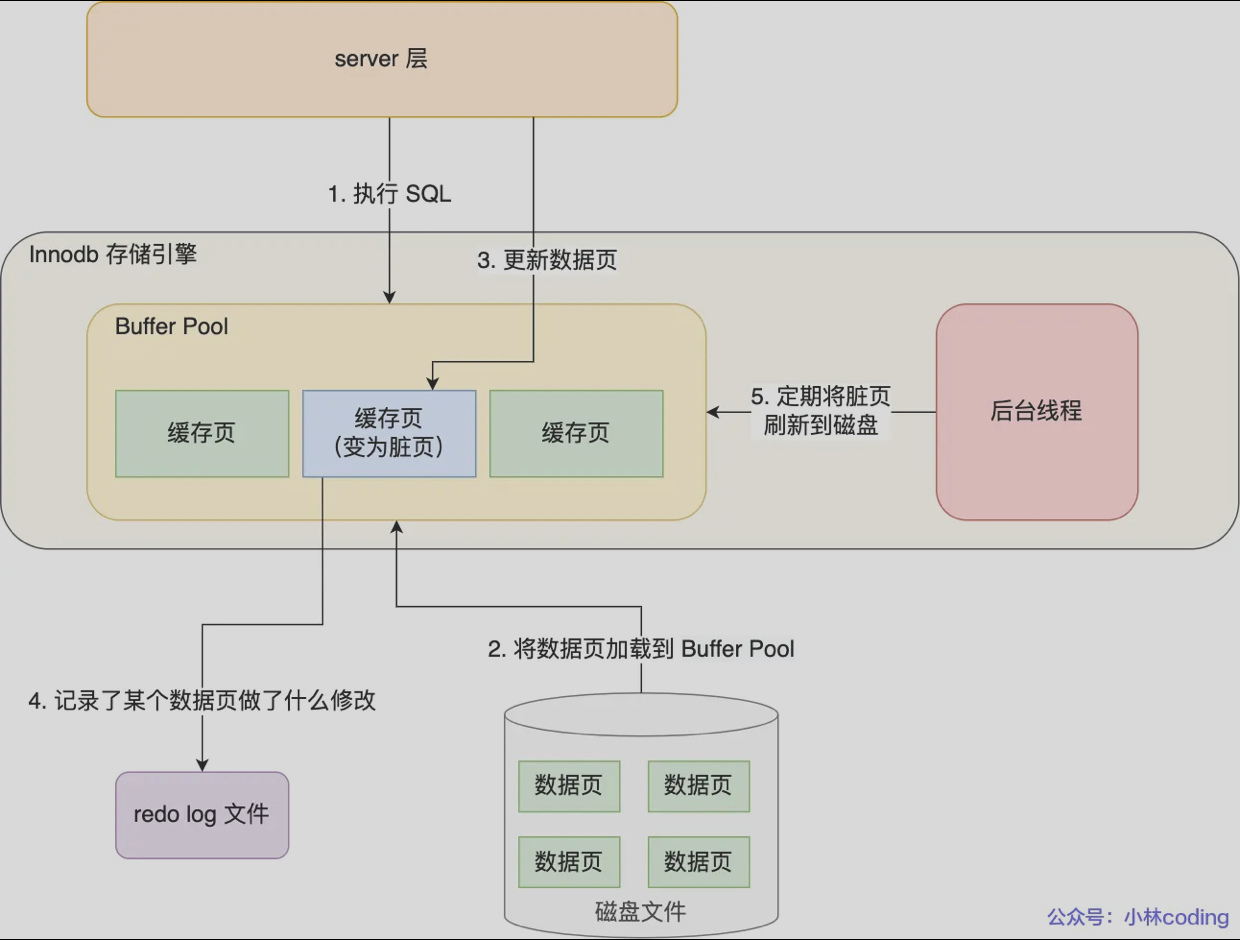 server 层
1. 执行 SQL
3. 更新数据页
Innodb 存储引擎
Buffer Pool
缓存页
缓存页
(变为脏页)
缓存页
5. 定期将脏页
刷新到磁盘
后台线程
2. 将数据页加载到 Buffer Pool
4. 记录了某个数据页做了什么修改
redo log 文件
数据页
数据页
数据页
数据页
磁盘文件
公众号：小林coding